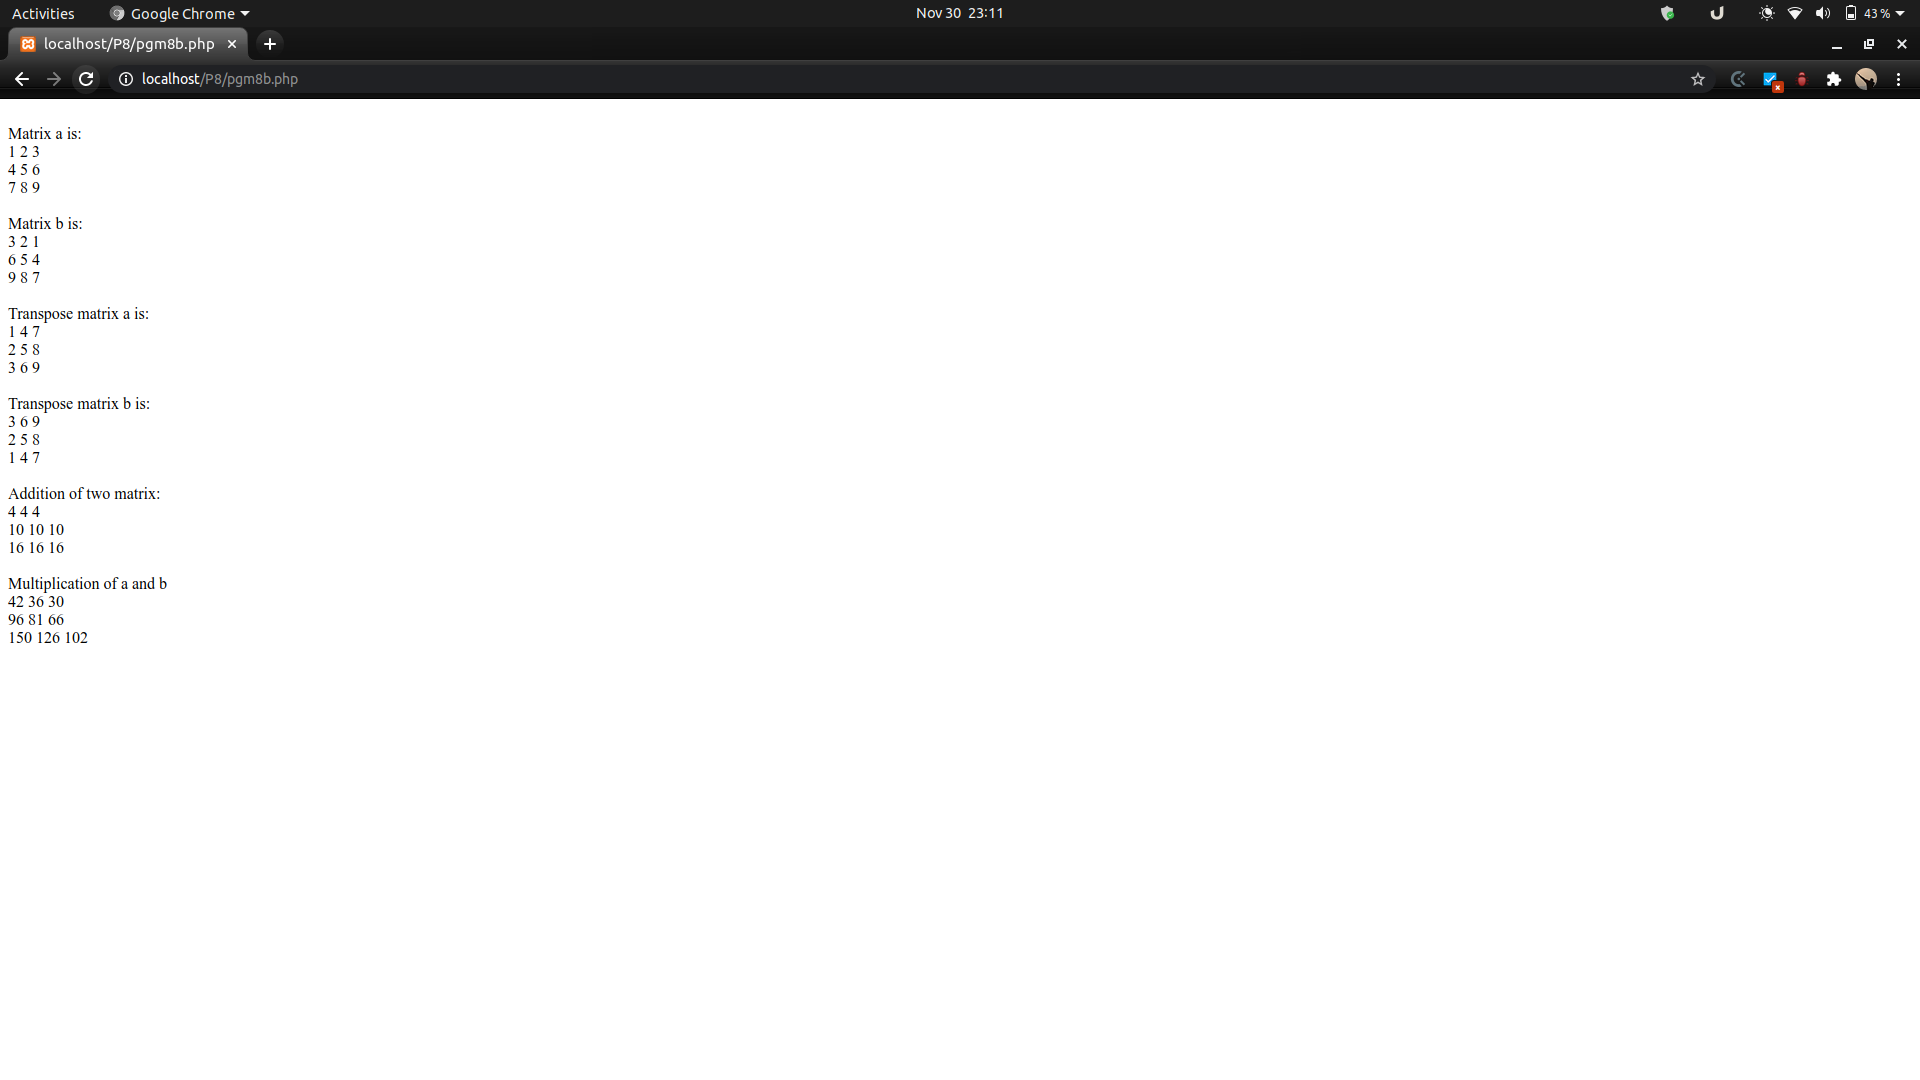 Activities Google Chrome Nov 30 23:11 43 %
localhost/P8/pgm8b.php
localhost/P8/pgm8b.php
Matrix a is:
1 2 3
4 5 6
7 8 9
Matrix b is:
3 2 1
6 5 4
9 8 7
Transpose matrix a is:
1 4 7
2 5 8
3 6 9
Transpose matrix b is:
3 6 9
2 5 8
1 4 7
Addition of two matrix:
4 4 4
10 10 10
16 16 16
Multiplication of a and b
42 36 30
96 81 66
150 126 102